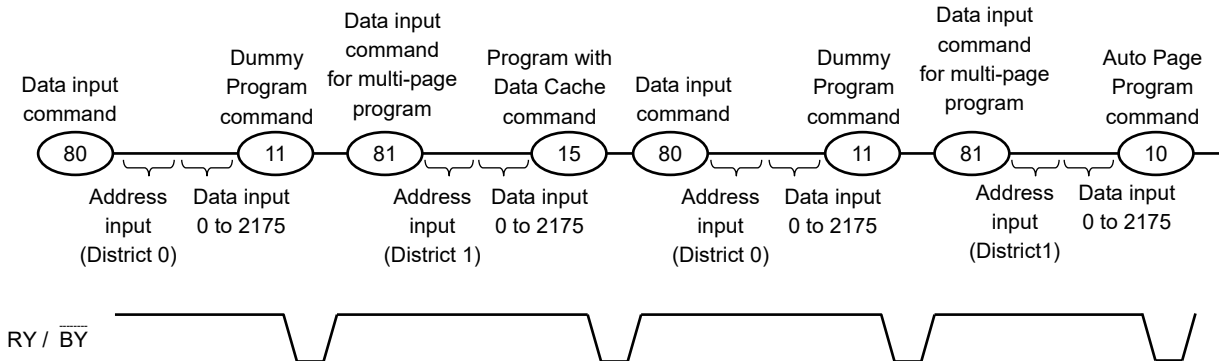 Data input
command
Dummy
Program
command
Data input
command
for multi-page
program
Program with
Data Cache
command
Data input
command
Dummy
Program
command
Data input
command
for multi-page
program
Auto Page
Program
command
80
11
81
15
80
11
81
10
Address
input
(District 0)
Data input
0 to 2175
Address
input
(District 1)
Data input
0 to 2175
Address
input
(District 0)
Data input
0 to 2175
Address
input
(District1)
Data input
0 to 2175
RY / BY